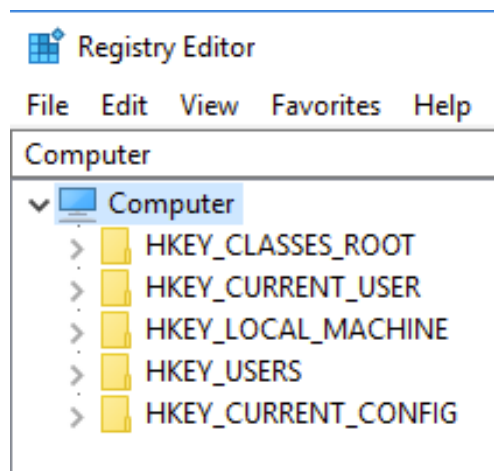 Registry Editor
File Edit View Favorites Help
Computer
Computer
HKEY_CLASSES_ROOT
HKEY_CURRENT_USER
HKEY_LOCAL_MACHINE
HKEY_USERS
HKEY_CURRENT_CONFIG